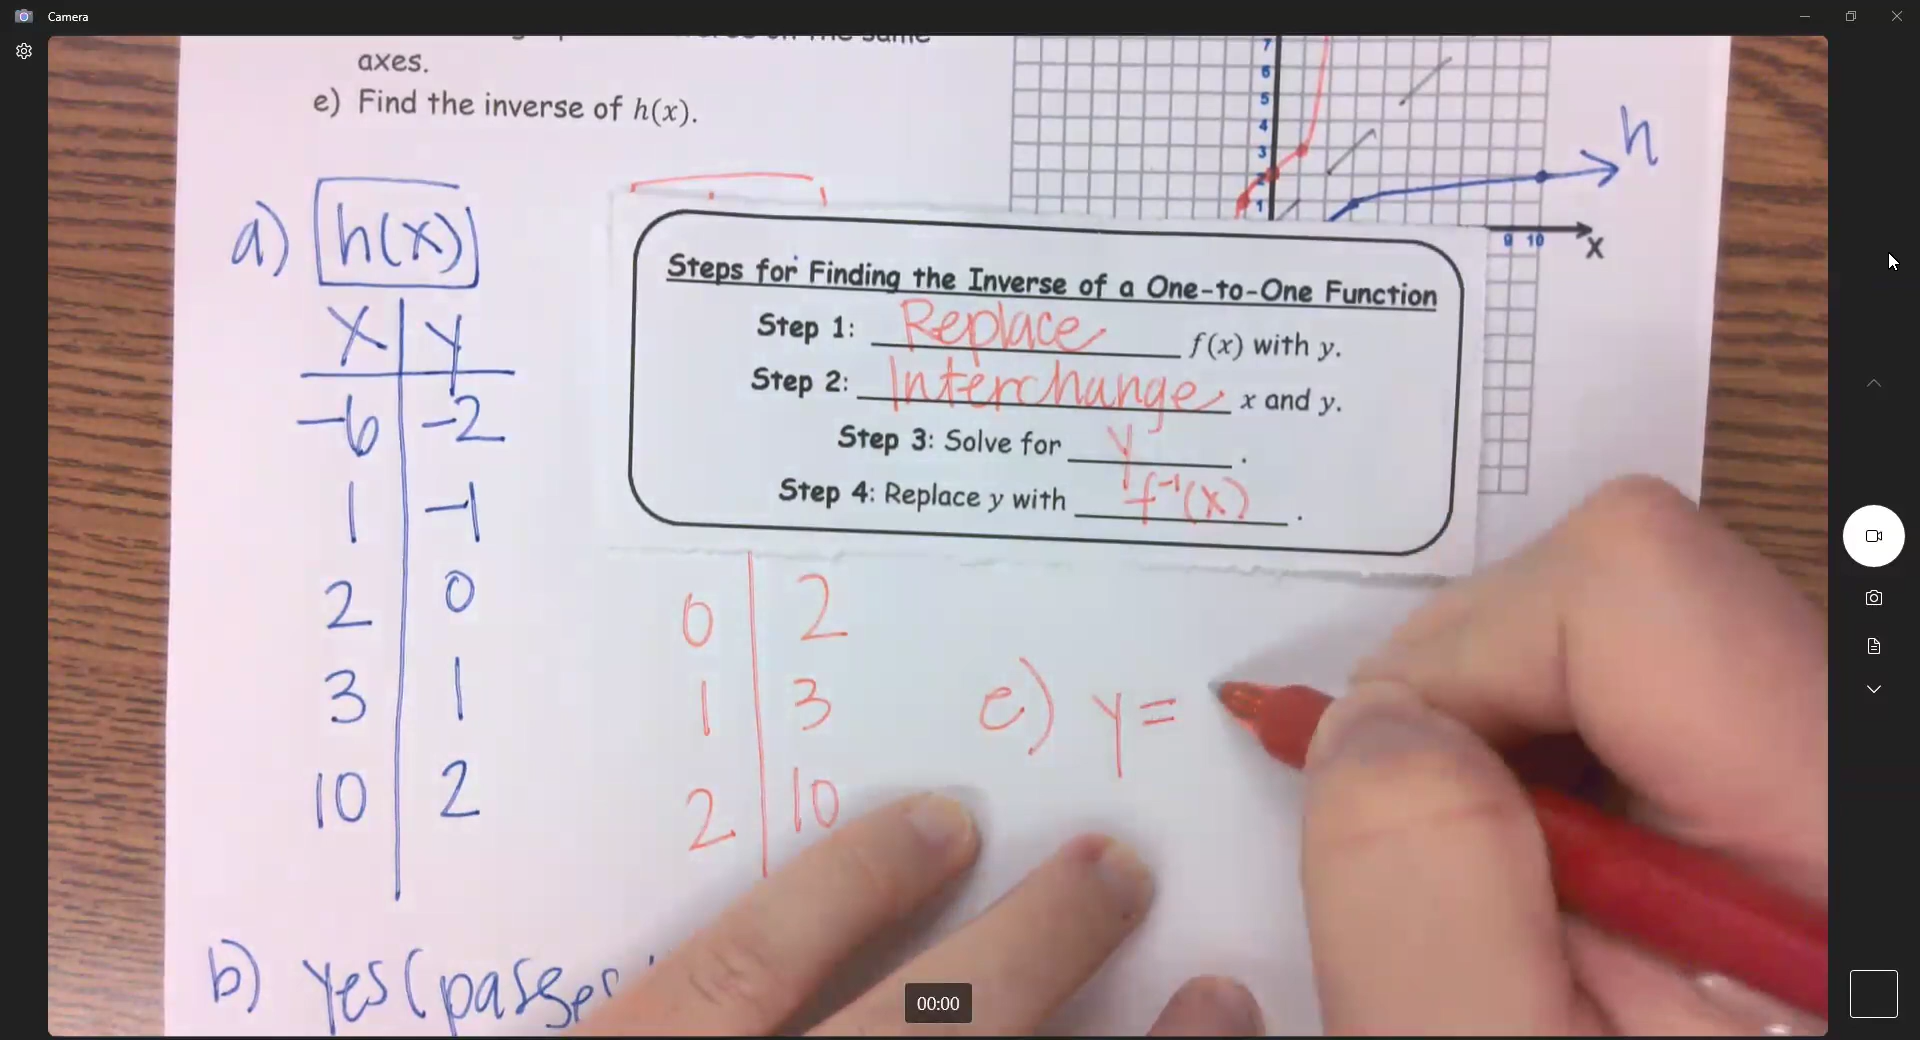 Camera
axes.
e) Find the inverse of h(x).
7
6
5
4
3
2
1
9 10
x
h
a) h(x)
x y
-6 -2
1 -1
2 0
3 1
10 2
Steps for Finding the Inverse of a One-to-One Function
Step 1: Replace f(x) with y.
Step 2: Interchange x and y.
Step 3: Solve for y.
Step 4: Replace y with f⁻¹(x).
0 2
1 3
2 10
e) y=
b) yes (passes
00:00